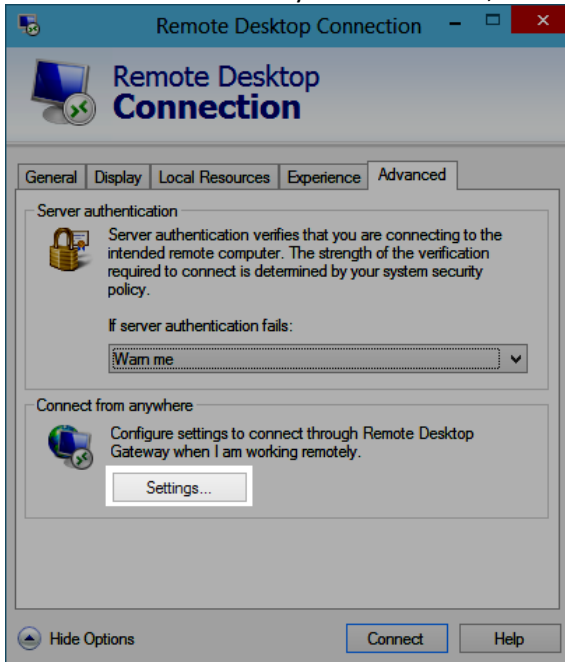 Remote Desktop Connection
Remote Desktop
Connection
General Display Local Resources Experience Advanced
Server authentication
Server authentication verifies that you are connecting to the
intended remote computer. The strength of the verification
required to connect is determined by your system security
policy.
If server authentication fails:
Warn me
Connect from anywhere
Configure settings to connect through Remote Desktop
Gateway when I am working remotely.
Settings...
Hide Options Connect Help